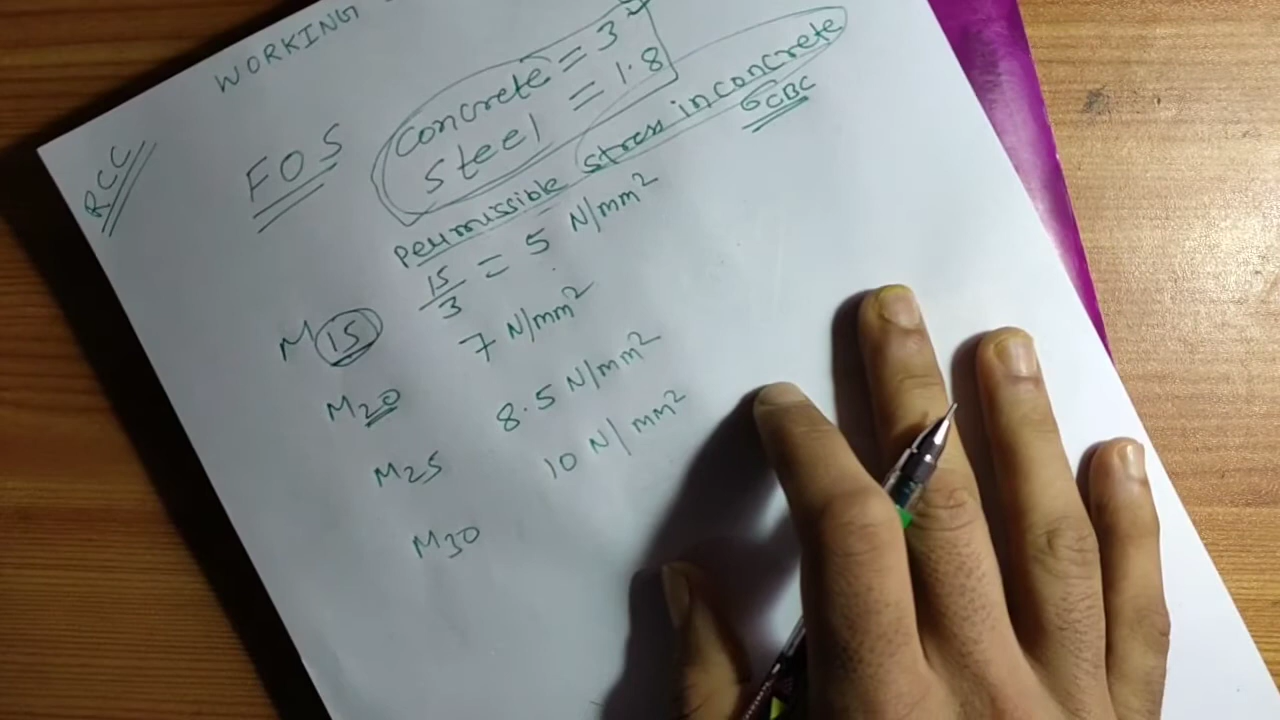 WORKING
RCC
FOS
Concrete = 3
Steel = 1.8
Permissible stress in concrete
σCBC
M15 15/3 = 5 N/mm²
M20 7 N/mm²
M25 8.5 N/mm²
M30 10 N/mm²